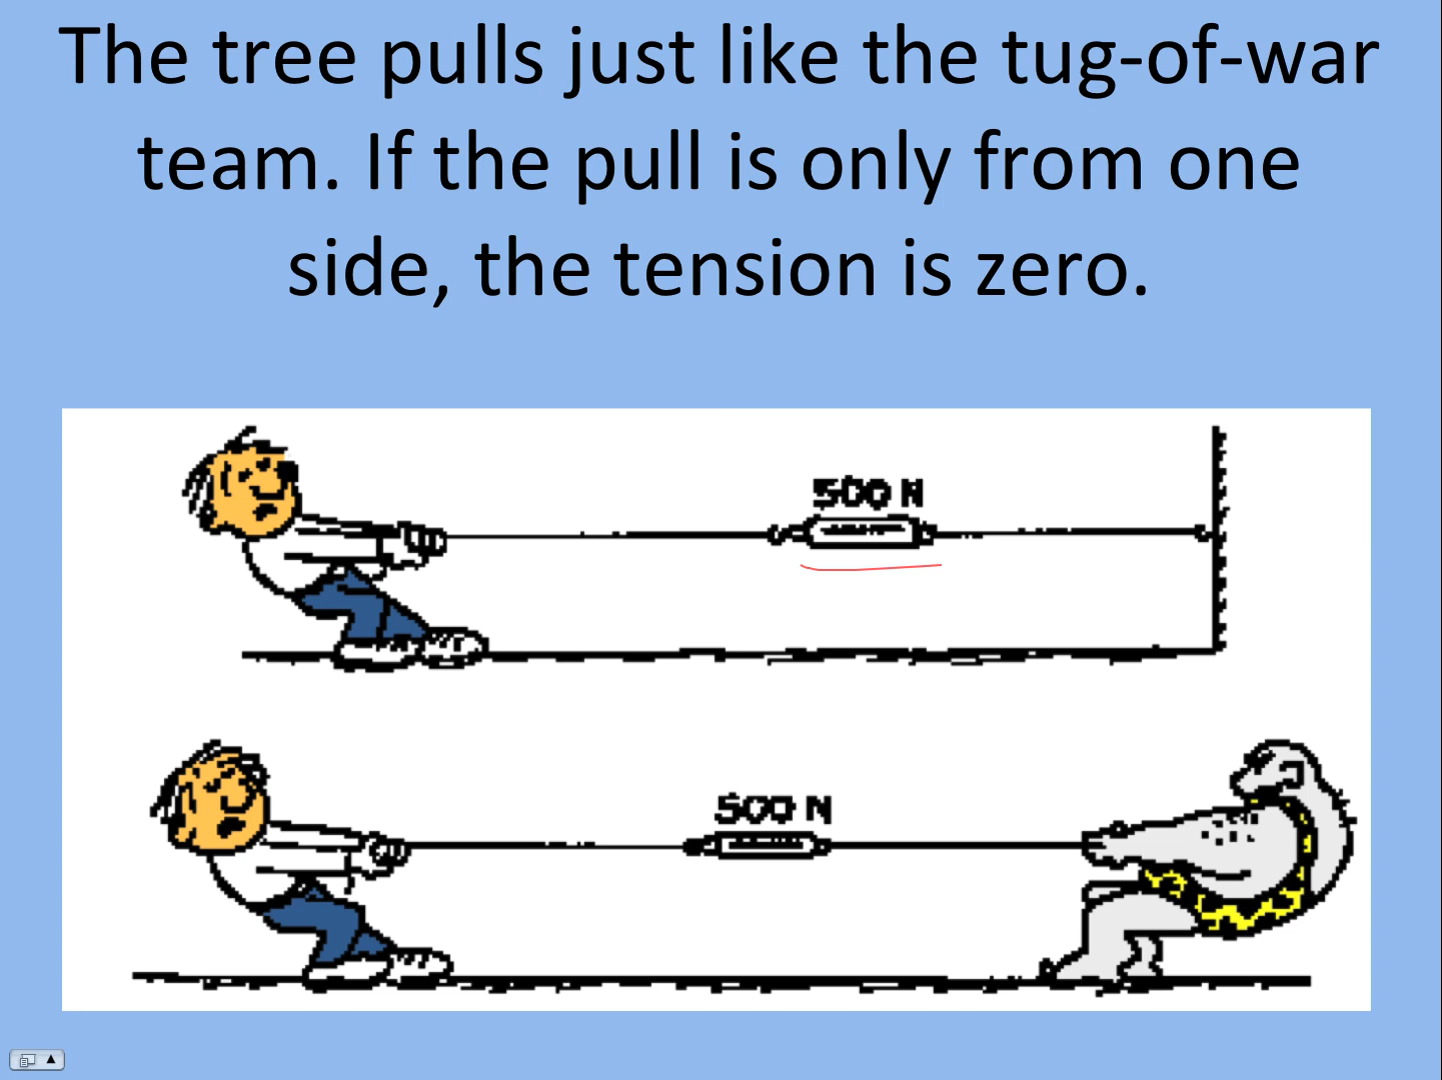 The tree pulls just like the tug-of-war
team. If the pull is only from one
side, the tension is zero.
500 N
500 N